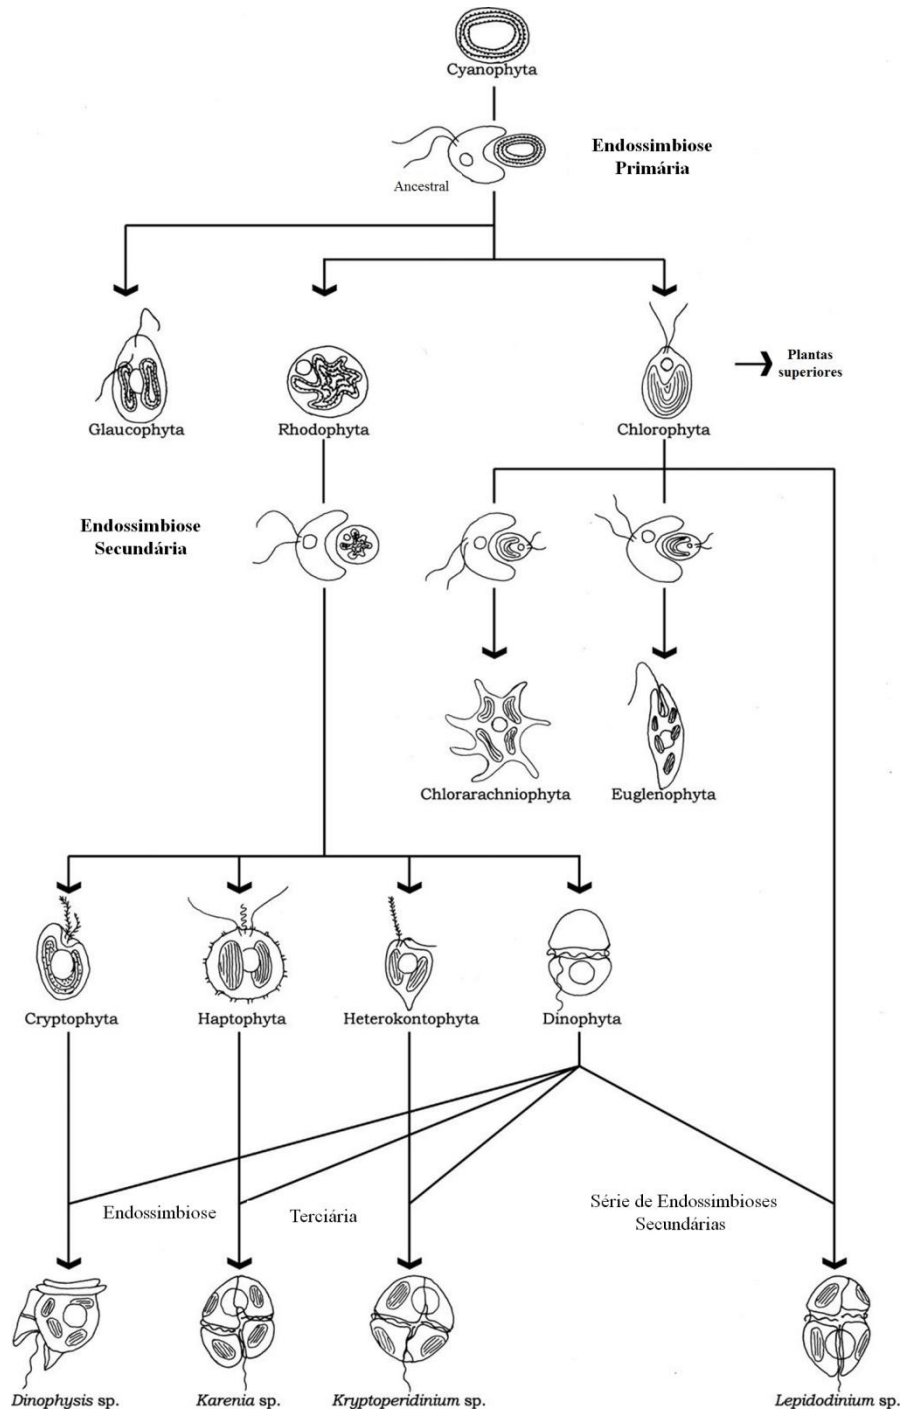 Cyanophyta
Endossimbiose
Primária
Ancestral
Plantas
superiores
Glaucophyta
Rhodophyta
Chlorophyta
Endossimbiose
Secundária
Chlorarachniophyta
Euglenophyta
Cryptophyta
Haptophyta
Heterokontophyta
Dinophyta
Endossimbiose
Terciária
Série de Endossimbioses
Secundárias
Dinophysis sp.
Karenia sp.
Kryptoperidinium sp.
Lepidodinium sp.